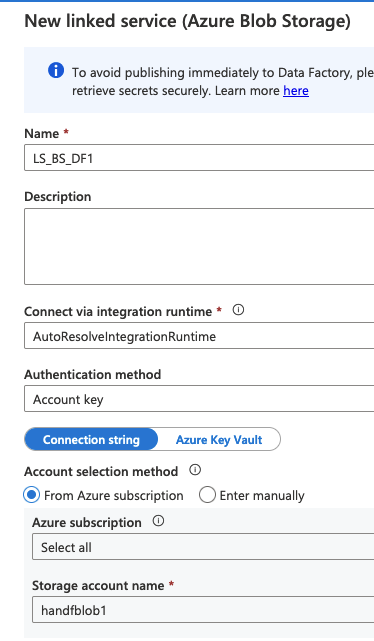 New linked service (Azure Blob Storage)
To avoid publishing immediately to Data Factory, ple
retrieve secrets securely. Learn more here
Name *
LS_BS_DF1
Description
Connect via integration runtime *
AutoResolveIntegrationRuntime
Authentication method
Account key
Connection string Azure Key Vault
Account selection method
From Azure subscription Enter manually
Azure subscription
Select all
Storage account name *
handfblob1